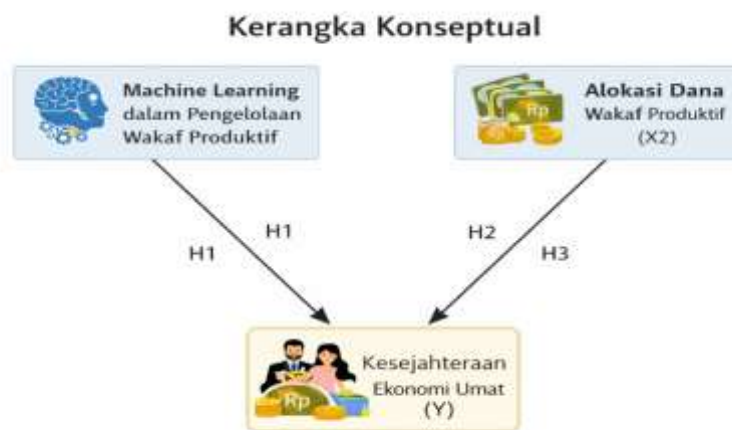 Kerangka Konseptual
Machine Learning
dalam Pengelolaan
Wakaf Produktif
Rp
Alokasi Dana
Wakaf Produktif
(X2)
H1
H1
H2
H3
Rp
Kesejahteraan
Ekonomi Umat
(Y)